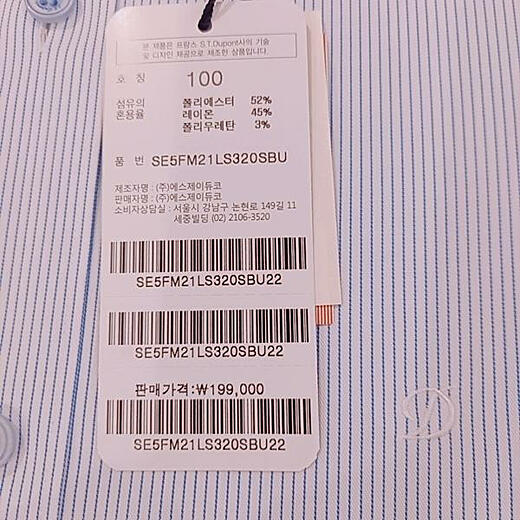 본 제품은 프랑스 S.T.Dupont사의 기술
및 디자인 제공으로 제조한 상품입니다.
호 칭 100
섬유의 폴리에스터 52%
혼용율 레이온 45%
폴리우레탄 3%
품 번 SE5FM21LS320SBU
제조자명 : (주)에스제이듀코
판매자명 : (주)에스제이듀코
소비자상담실 : 서울시 강남구 논현로 149길 11
세중빌딩 (02) 2106-3520
SE5FM21LS320SBU22
SE5FM21LS320SBU22
판매가격:₩199,000
SE5FM21LS320SBU22
D